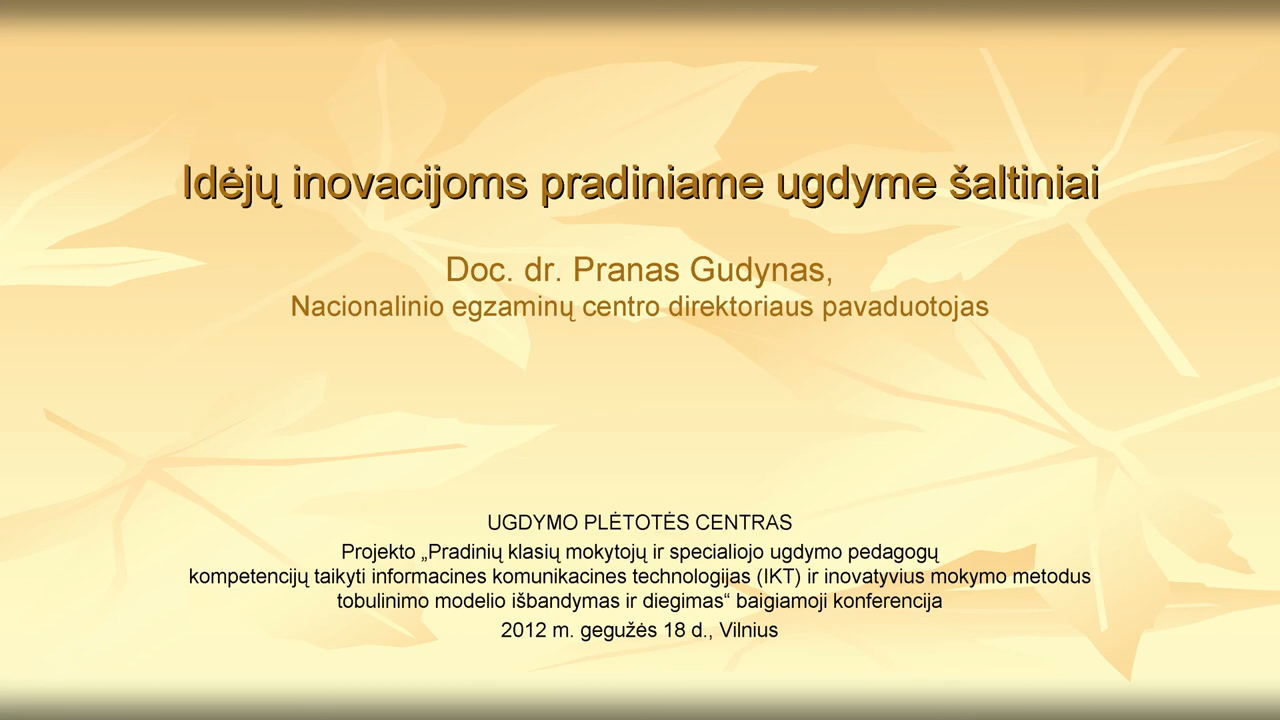 Idėjų inovacijoms pradiniame ugdyme šaltiniai
Doc. dr. Pranas Gudynas,
Nacionalinio egzaminų centro direktoriaus pavaduotojas
UGDYMO PLĖTOTĖS CENTRAS
Projekto „Pradinių klasių mokytojų ir specialiojo ugdymo pedagogų
kompetencijų taikyti informacines komunikacines technologijas (IKT) ir inovatyvius mokymo metodus
tobulinimo modelio išbandymas ir diegimas“ baigiamoji konferencija
2012 m. gegužės 18 d., Vilnius